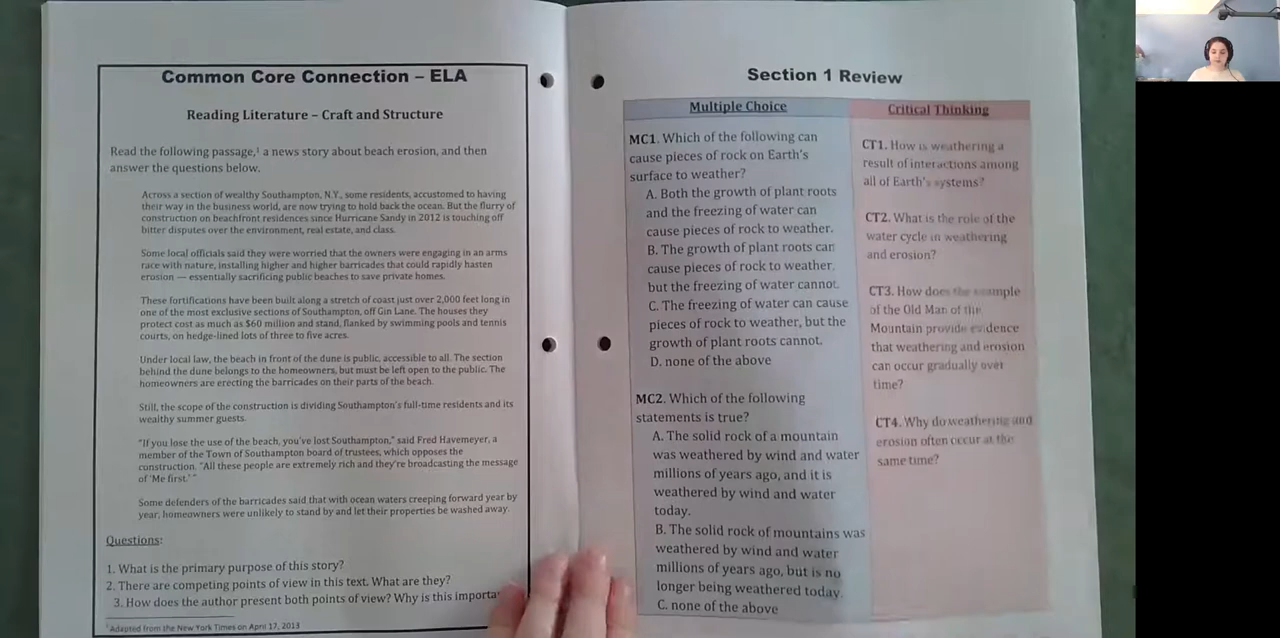 Common Core Connection – ELA
Reading Literature – Craft and Structure
Read the following passage,¹ a news story about beach erosion, and then
answer the questions below.
Across a section of wealthy Southampton, N.Y., some residents, accustomed to having
their way in the business world, are now trying to hold back the ocean. But the flurry of
construction on beachfront residences since Hurricane Sandy in 2012 is touching off
bitter disputes over the environment, real estate, and class.
Some local officials said they were worried that the owners were engaging in an arms
race with nature, installing higher and higher barricades that could rapidly hasten
erosion — essentially sacrificing public beaches to save private homes.
These fortifications have been built along a stretch of coast just over 2,000 feet long in
one of the most exclusive sections of Southampton, off Gin Lane. The houses they
protect cost as much as $60 million and stand, flanked by swimming pools and tennis
courts, on hedge-lined lots of three to five acres.
Under local law, the beach in front of the dune is public, accessible to all. The section
behind the dune belongs to the homeowners, but must be left open to the public. The
homeowners are erecting the barricades on their parts of the beach.
Still, the scope of the construction is dividing Southampton's full-time residents and its
wealthy summer guests.
"If you lose the use of the beach, you've lost Southampton," said Fred Havemeyer, a
member of the Town of Southampton board of trustees, which opposes the
construction. "All these people are extremely rich and they're broadcasting the message
of 'Me first.' "
Some defenders of the barricades said that with ocean waters creeping forward year by
year, homeowners were unlikely to stand by and let their properties be washed away.
Questions:
1. What is the primary purpose of this story?
2. There are competing points of view in this text. What are they?
3. How does the author present both points of view? Why is this importa
¹ Adapted from the New York Times on April 17, 2013
Section 1 Review
Multiple Choice
MC1. Which of the following can
cause pieces of rock on Earth's
surface to weather?
A. Both the growth of plant roots
and the freezing of water can
cause pieces of rock to weather.
B. The growth of plant roots can
cause pieces of rock to weather,
but the freezing of water cannot.
C. The freezing of water can cause
pieces of rock to weather, but the
growth of plant roots cannot.
D. none of the above
MC2. Which of the following
statements is true?
A. The solid rock of a mountain
was weathered by wind and water
millions of years ago, and it is
weathered by wind and water
today.
B. The solid rock of mountains was
weathered by wind and water
millions of years ago, but is no
longer being weathered today.
C. none of the above
Critical Thinking
CT1. How is weathering a
result of interactions among
all of Earth's systems?
CT2. What is the role of the
water cycle in weathering
and erosion?
CT3. How does the example
of the Old Man of the
Mountain provide evidence
that weathering and erosion
can occur gradually over
time?
CT4. Why do weathering and
erosion often occur at the
same time?